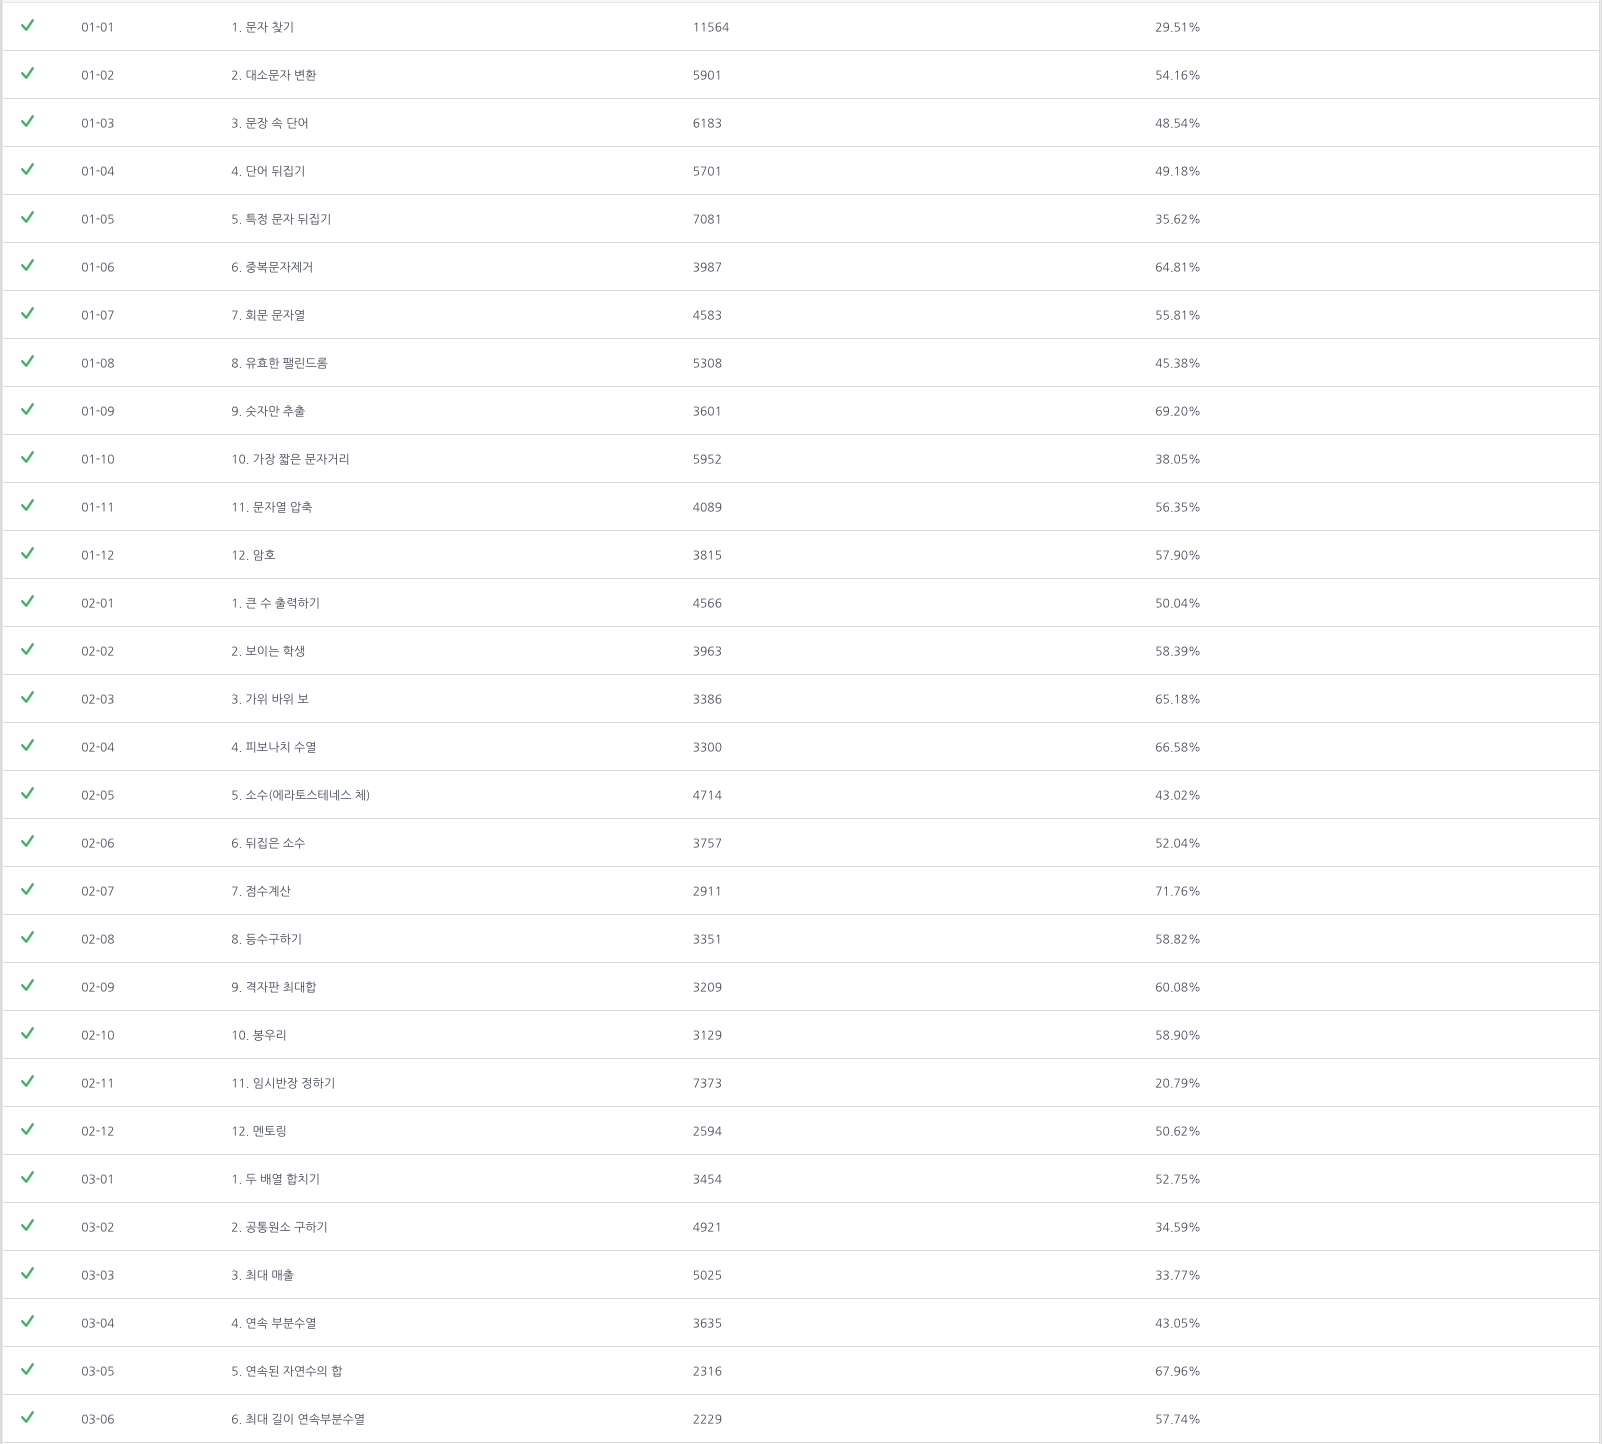 01-01 1. 문자 찾기 11564 29.51%
01-02 2. 대소문자 변환 5901 54.16%
01-03 3. 문장 속 단어 6183 48.54%
01-04 4. 단어 뒤집기 5701 49.18%
01-05 5. 특정 문자 뒤집기 7081 35.62%
01-06 6. 중복문자제거 3987 64.81%
01-07 7. 회문 문자열 4583 55.81%
01-08 8. 유효한 팰린드롬 5308 45.38%
01-09 9. 숫자만 추출 3601 69.20%
01-10 10. 가장 짧은 문자거리 5952 38.05%
01-11 11. 문자열 압축 4089 56.35%
01-12 12. 암호 3815 57.90%
02-01 1. 큰 수 출력하기 4566 50.04%
02-02 2. 보이는 학생 3963 58.39%
02-03 3. 가위 바위 보 3386 65.18%
02-04 4. 피보나치 수열 3300 66.58%
02-05 5. 소수(에라토스테네스 체) 4714 43.02%
02-06 6. 뒤집은 소수 3757 52.04%
02-07 7. 점수계산 2911 71.76%
02-08 8. 등수구하기 3351 58.82%
02-09 9. 격자판 최대합 3209 60.08%
02-10 10. 봉우리 3129 58.90%
02-11 11. 임시반장 정하기 7373 20.79%
02-12 12. 멘토링 2594 50.62%
03-01 1. 두 배열 합치기 3454 52.75%
03-02 2. 공통원소 구하기 4921 34.59%
03-03 3. 최대 매출 5025 33.77%
03-04 4. 연속 부분수열 3635 43.05%
03-05 5. 연속된 자연수의 합 2316 67.96%
03-06 6. 최대 길이 연속부분수열 2229 57.74%